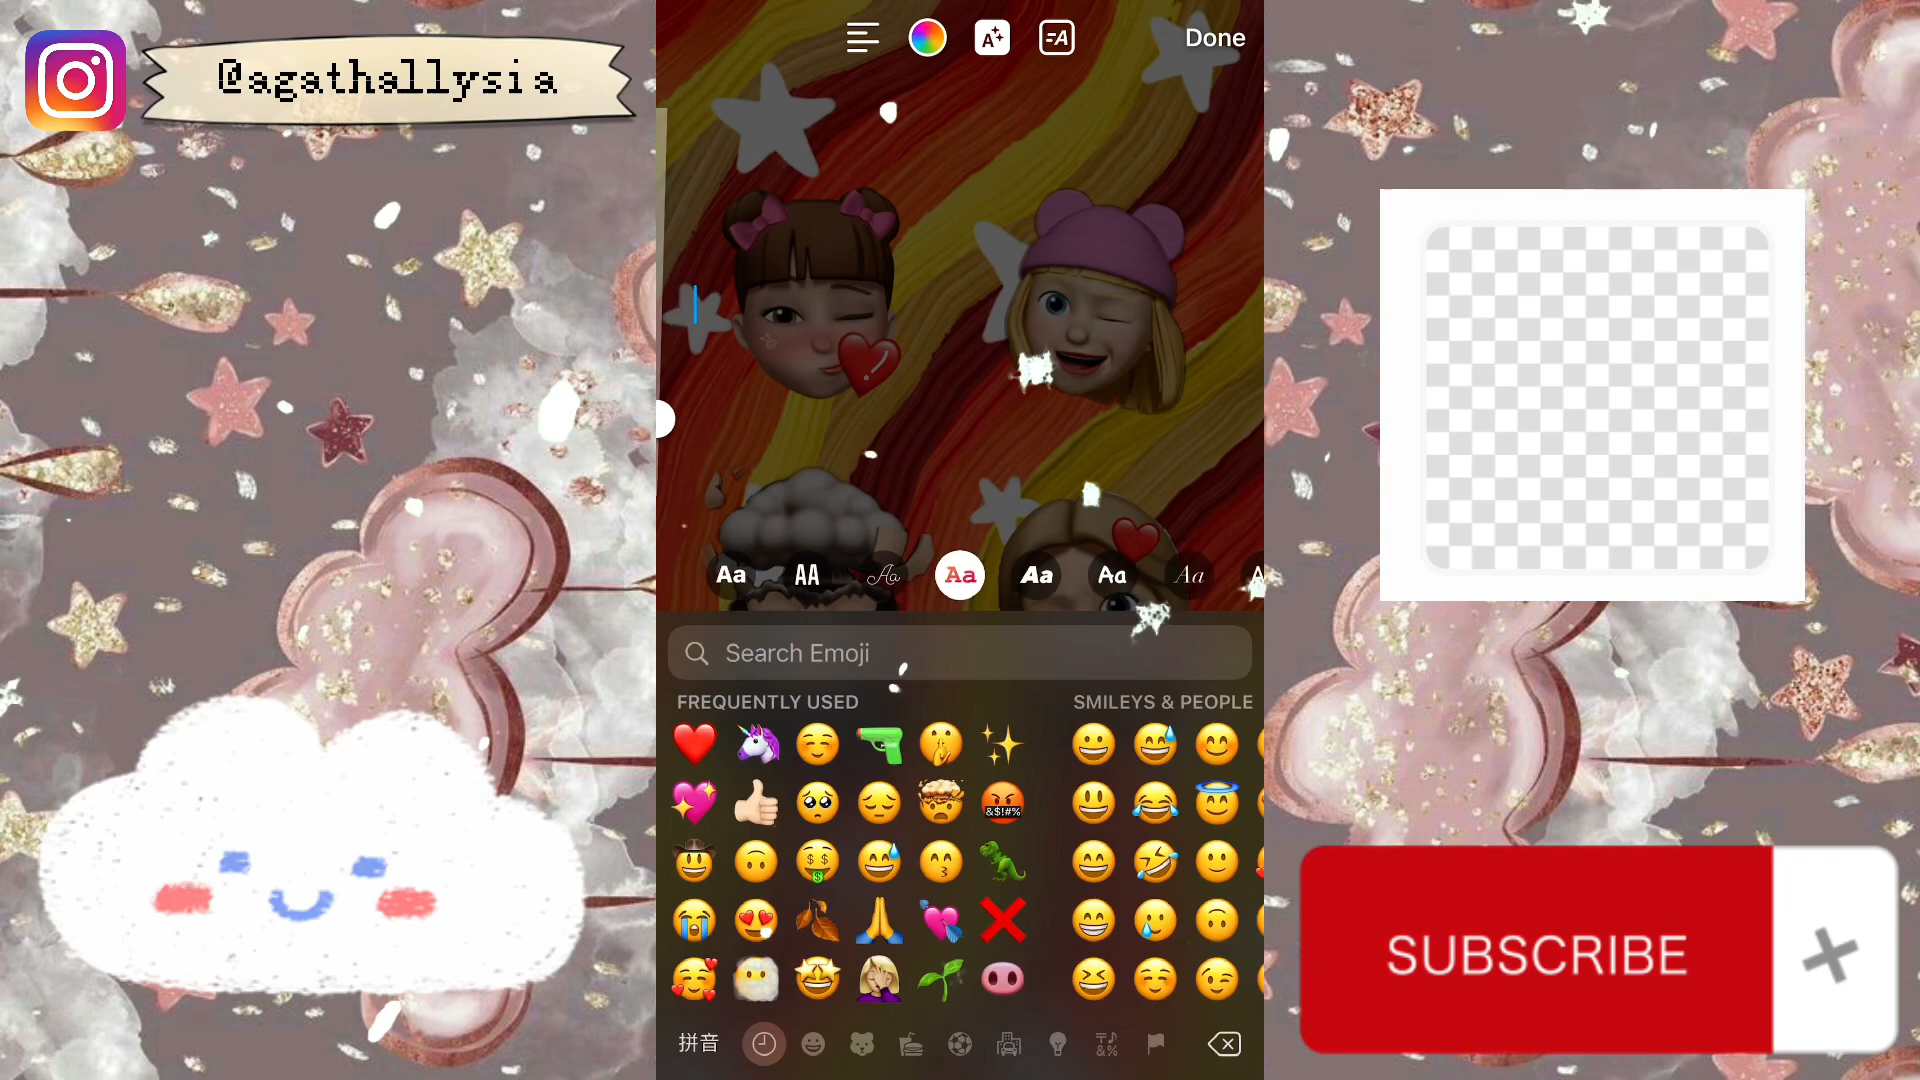 @agathallysia
Done
Aa
AA
Aa
Aa
Aa
Aa
Aa
Search Emoji
FREQUENTLY USED
SMILEYS & PEOPLE
&$!#%
拼音
SUBSCRIBE